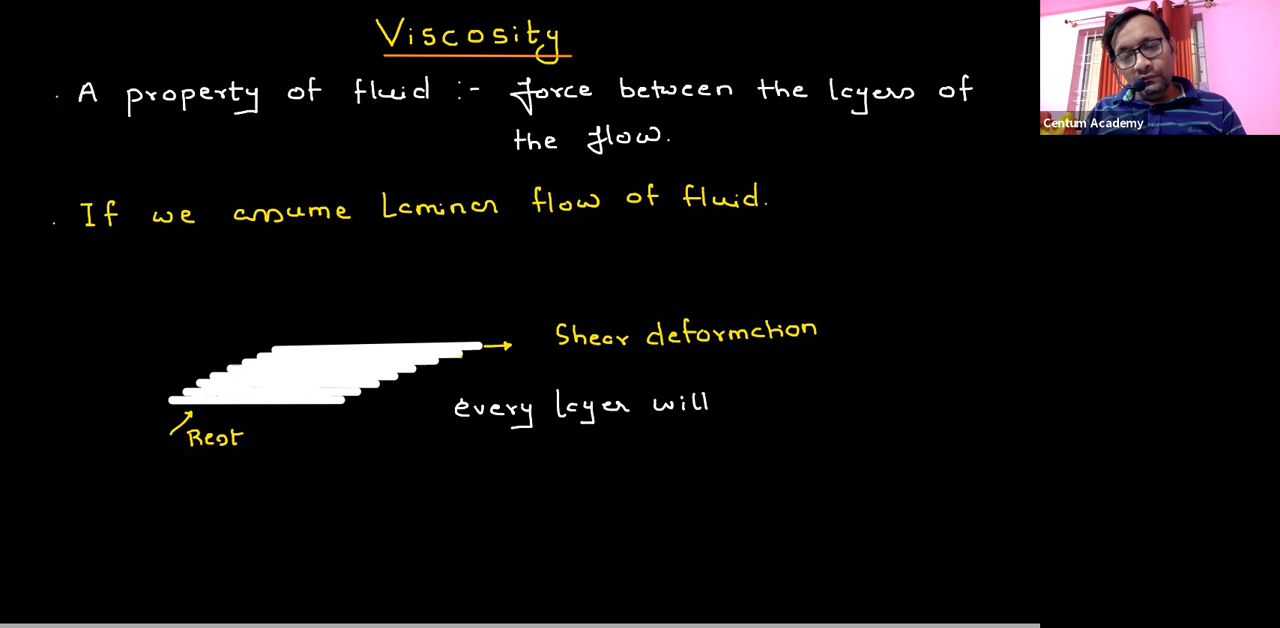 Viscosity
. A property of fluid :- force between the layers of
the flow.
Centum Academy
. If we assume Laminar flow of fluid.
Shear deformation
every layer will
Rest